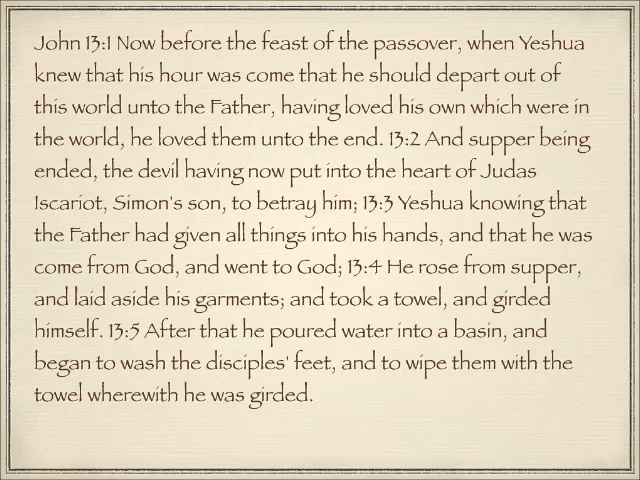 John 13:1 Now before the feast of the passover, when Yeshua
knew that his hour was come that he should depart out of
this world unto the Father, having loved his own which were in
the world, he loved them unto the end. 13:2 And supper being
ended, the devil having now put into the heart of Judas
Iscariot, Simon's son, to betray him; 13:3 Yeshua knowing that
the Father had given all things into his hands, and that he was
come from God, and went to God; 13:4 He rose from supper,
and laid aside his garments; and took a towel, and girded
himself. 13:5 After that he poured water into a basin, and
began to wash the disciples' feet, and to wipe them with the
towel wherewith he was girded.